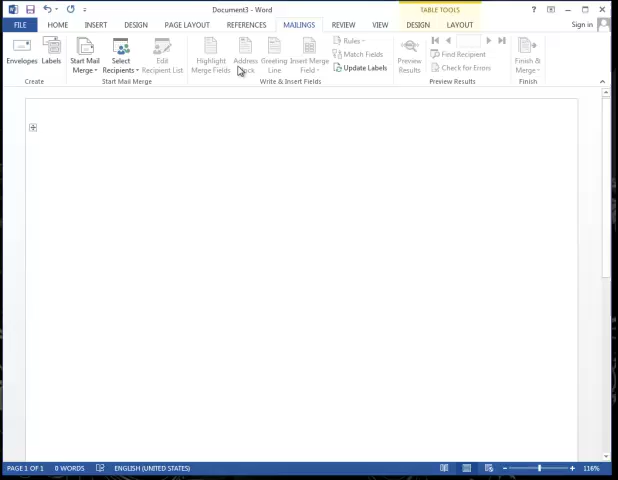 Document3 - Word
TABLE TOOLS
?
FILE HOME INSERT DESIGN PAGE LAYOUT REFERENCES MAILINGS REVIEW VIEW DESIGN LAYOUT Sign in
Envelopes Labels
Create
Start Mail Merge
Select Recipients
Edit Recipient List
Start Mail Merge
Highlight Merge Fields
Address
Greeting Line
Insert Merge Field
Rules
Match Fields
Update Labels
Write & Insert Fields
Preview Results
Find Recipient
Check for Errors
Preview Results
Finish & Merge
Finish
PAGE 1 OF 1 0 WORDS ENGLISH (UNITED STATES) 116%